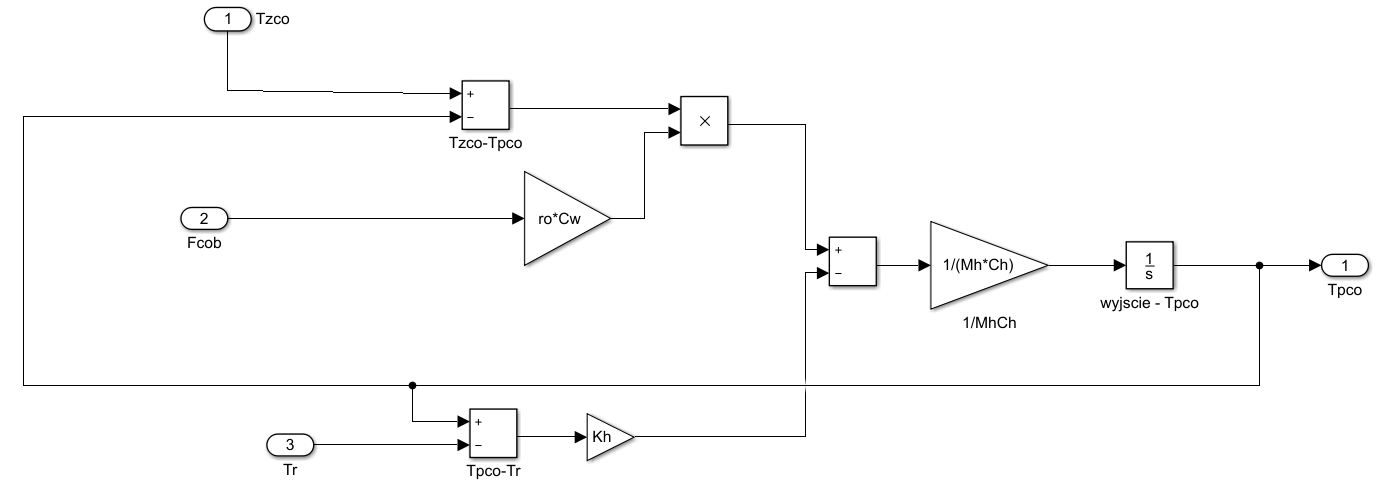 1
Tzco
+
−
Tzco-Tpco
×
2
Fcob
ro*Cw
+
−
1/(Mh*Ch)
1/MhCh
1
s
wyjscie - Tpco
1
Tpco
+
−
Tpco-Tr
3
Tr
Kh